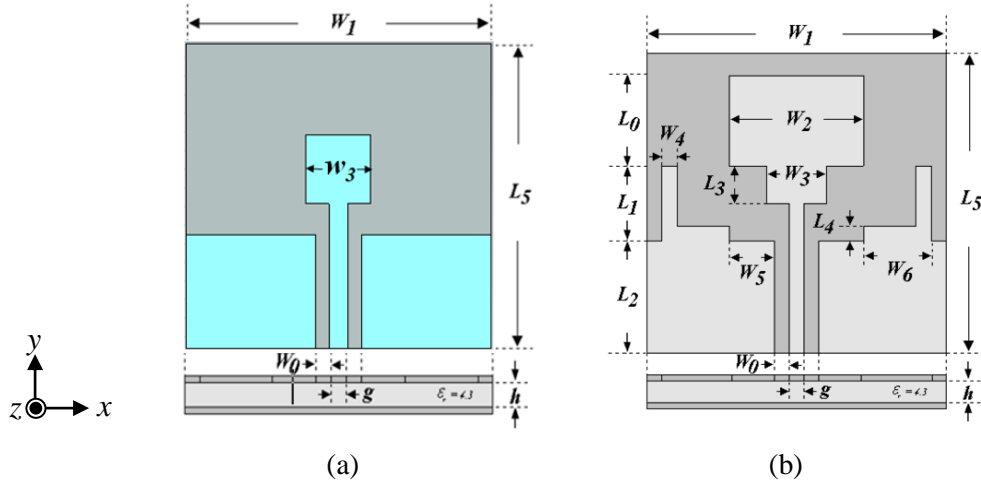 W1
w3
L5
W0
g
h
εr = 4.3
(a)
W1
L0
W2
W4
L3
W3
L1
L4
L5
W5
W6
L2
W0
g
h
εr = 4.3
(b)
y
z
x